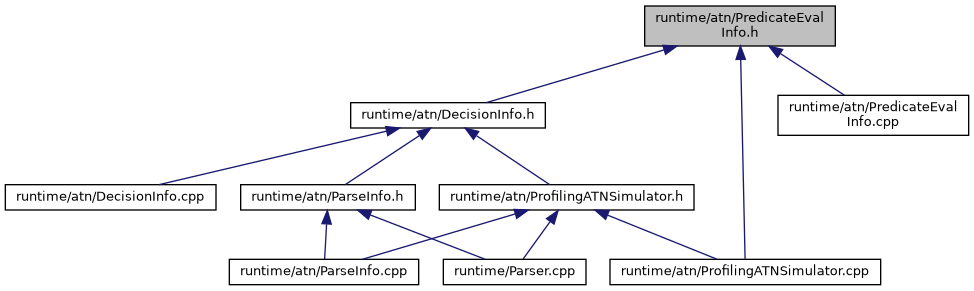 runtime/atn/PredicateEval
Info.h
runtime/atn/DecisionInfo.h
runtime/atn/PredicateEval
Info.cpp
runtime/atn/DecisionInfo.cpp
runtime/atn/ParseInfo.h
runtime/atn/ProfilingATNSimulator.h
runtime/atn/ParseInfo.cpp
runtime/Parser.cpp
runtime/atn/ProfilingATNSimulator.cpp